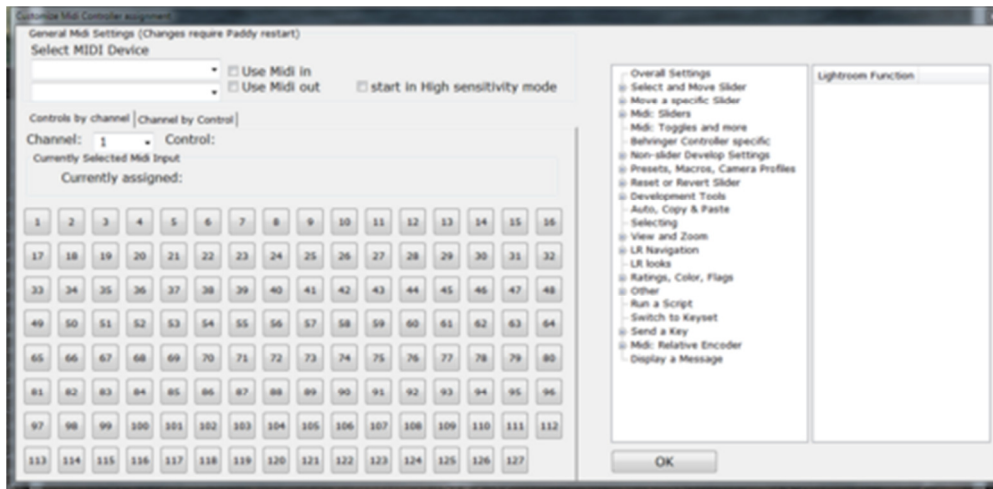 Customize Midi Controller assignment
General Midi Settings (Changes require Paddy restart)
Select MIDI Device
Use Midi in
Use Midi out
start in High sensitivity mode
Controls by channel
Channel by Control
Channel: 1 Control:
Currently Selected Midi Input
Currently assigned:
1 2 3 4 5 6 7 8 9 10 11 12 13 14 15 16
17 18 19 20 21 22 23 24 25 26 27 28 29 30 31 32
33 34 35 36 37 38 39 40 41 42 43 44 45 46 47 48
49 50 51 52 53 54 55 56 57 58 59 60 61 62 63 64
65 66 67 68 69 70 71 72 73 74 75 76 77 78 79 80
81 82 83 84 85 86 87 88 89 90 91 92 93 94 95 96
97 98 99 100 101 102 103 104 105 106 107 108 109 110 111 112
113 114 115 116 117 118 119 120 121 122 123 124 125 126 127
Overall Settings
Select and Move Slider
Move a specific Slider
Midi: Sliders
Midi: Toggles and more
Behringer Controller specific
Non-slider Develop Settings
Presets, Macros, Camera Profiles
Reset or Revert Slider
Development Tools
Auto, Copy & Paste
Selecting
View and Zoom
LR Navigation
LR looks
Ratings, Color, Flags
Other
Run a Script
Switch to Keyset
Send a Key
Midi: Relative Encoder
Display a Message
Lightroom Function
OK